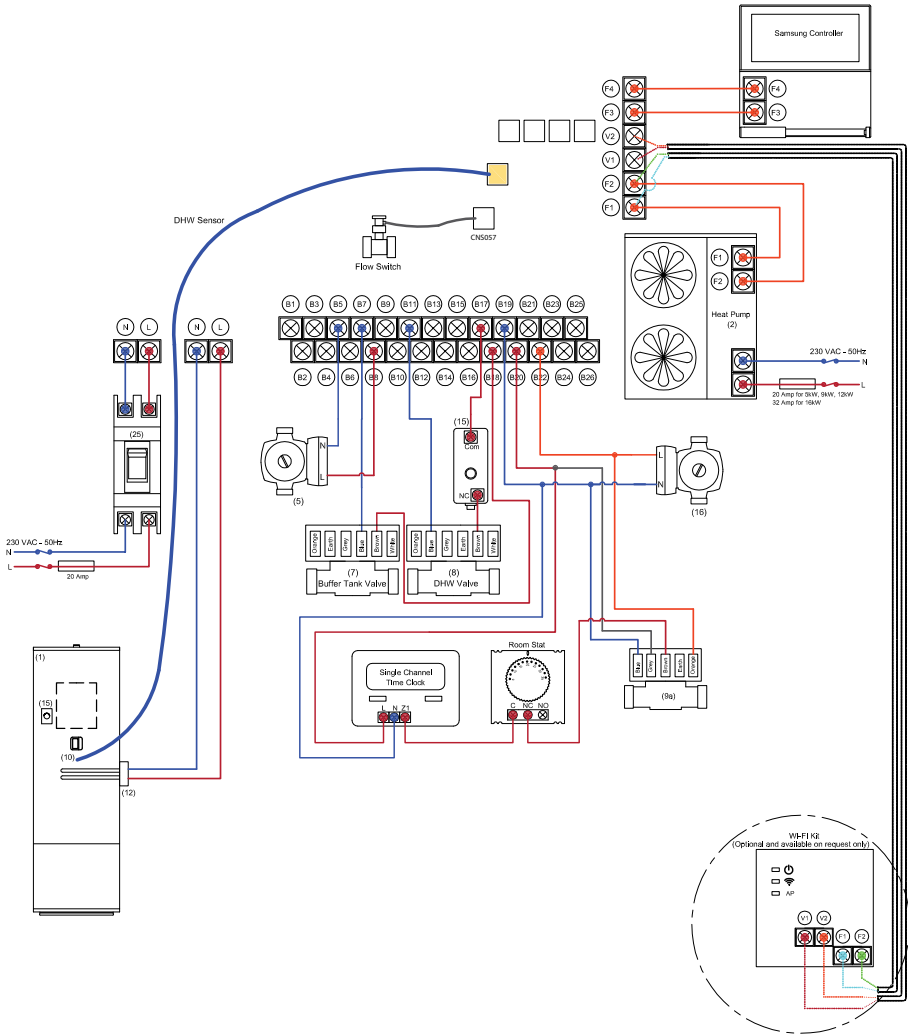 Samsung Controller
F4
F3
V2
V1
F2
F1
F4
F3
DHW Sensor
CN5057
Flow Switch
F1
F2
Heat Pump
(2)
230 VAC - 50Hz
N
L
20 Amp for 5kW, 9kW, 12kW
32 Amp for 16kW
B1 B3 B5 B7 B9 B11 B13 B15 B17 B19 B21 B23 B25
B2 B4 B6 B8 B10 B12 B14 B16 B18 B20 B22 B24 B26
N L N L
(25)
230 VAC - 50Hz
N
L
20 Amp
N
L
(5)
(15)
Com
NC
L
N
(16)
Orange Earth Grey Blue Brown White
(7)
Buffer Tank Valve
Orange Blue Grey Earth Brown White
(8)
DHW Valve
Single Channel
Time Clock
L N Z1
Room Stat
C NC NO
Blue Grey Brown Earth Orange
(9a)
(1)
(15)
(10)
(12)
WI-FI Kit
(Optional and available on request only)
AP
V1 V2 F1 F2